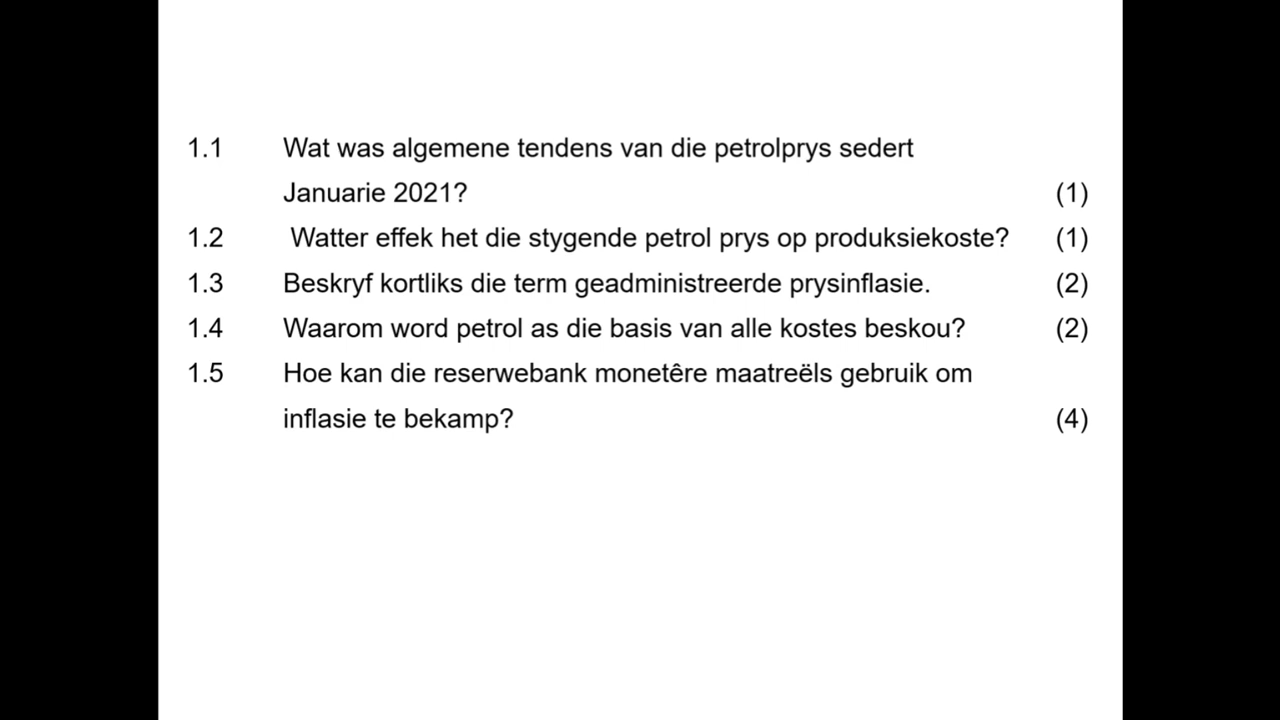 1.1 Wat was algemene tendens van die petrolprys sedert
Januarie 2021? (1)
1.2 Watter effek het die stygende petrol prys op produksiekoste? (1)
1.3 Beskryf kortliks die term geadministreerde prysinflasie. (2)
1.4 Waarom word petrol as die basis van alle kostes beskou? (2)
1.5 Hoe kan die reserwebank monetêre maatreëls gebruik om
inflasie te bekamp? (4)